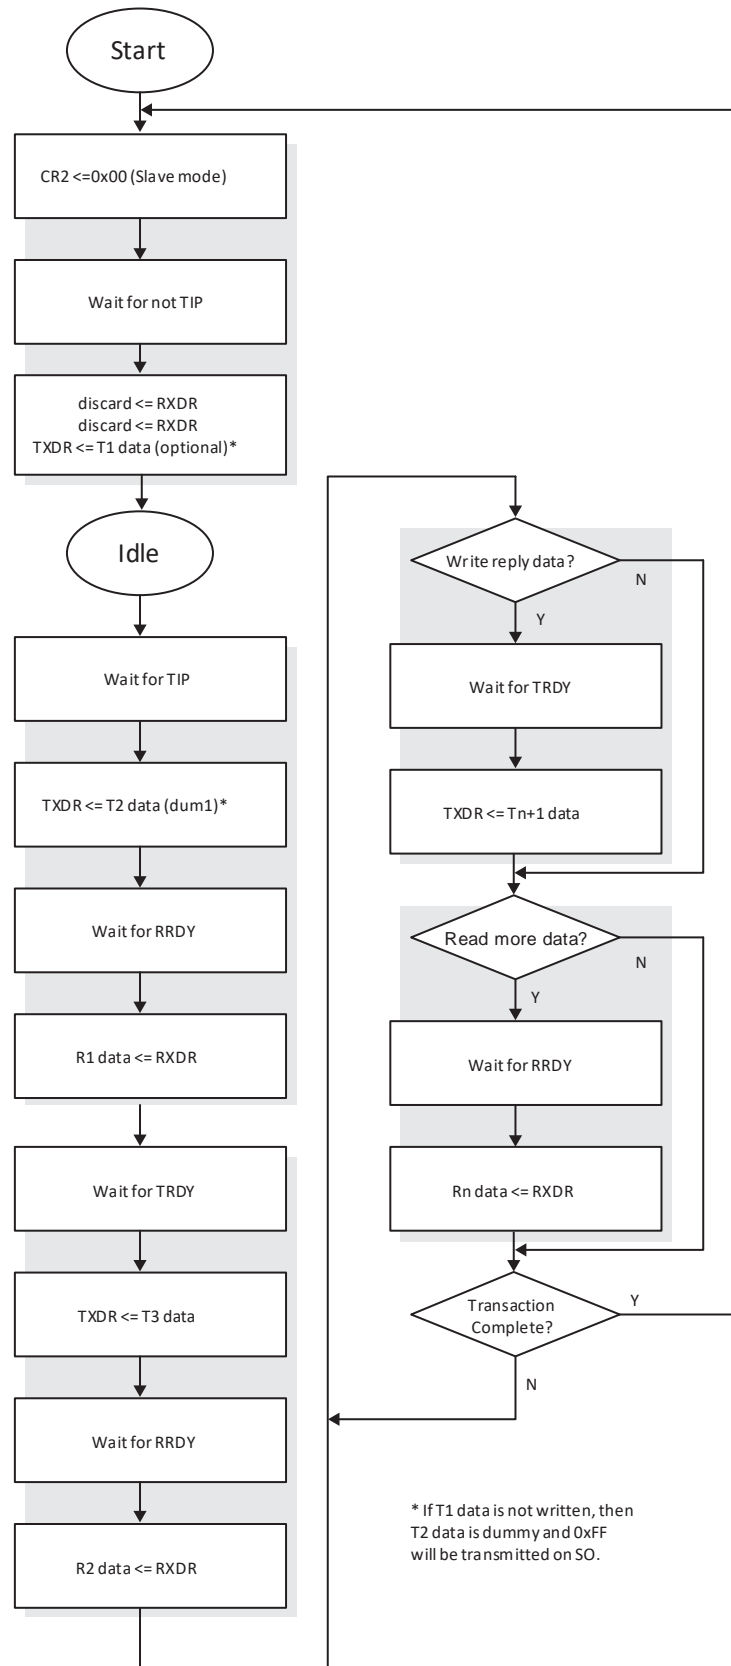 Start
CR2 <=0x00 (Slave mode)
Wait for not TIP
discard <= RXDR
discard <= RXDR
TXDR <= T1 data (optional)*
Idle
Wait for TIP
TXDR <= T2 data (dum1)*
Wait for RRDY
R1 data <= RXDR
Wait for TRDY
TXDR <= T3 data
Wait for RRDY
R2 data <= RXDR
Write reply data?
N
Y
Wait for TRDY
TXDR <= Tn+1 data
Read more data?
N
Y
Wait for RRDY
Rn data <= RXDR
Transaction
Complete?
Y
N
* If T1 data is not written, then
T2 data is dummy and 0xFF
will be transmitted on SO.